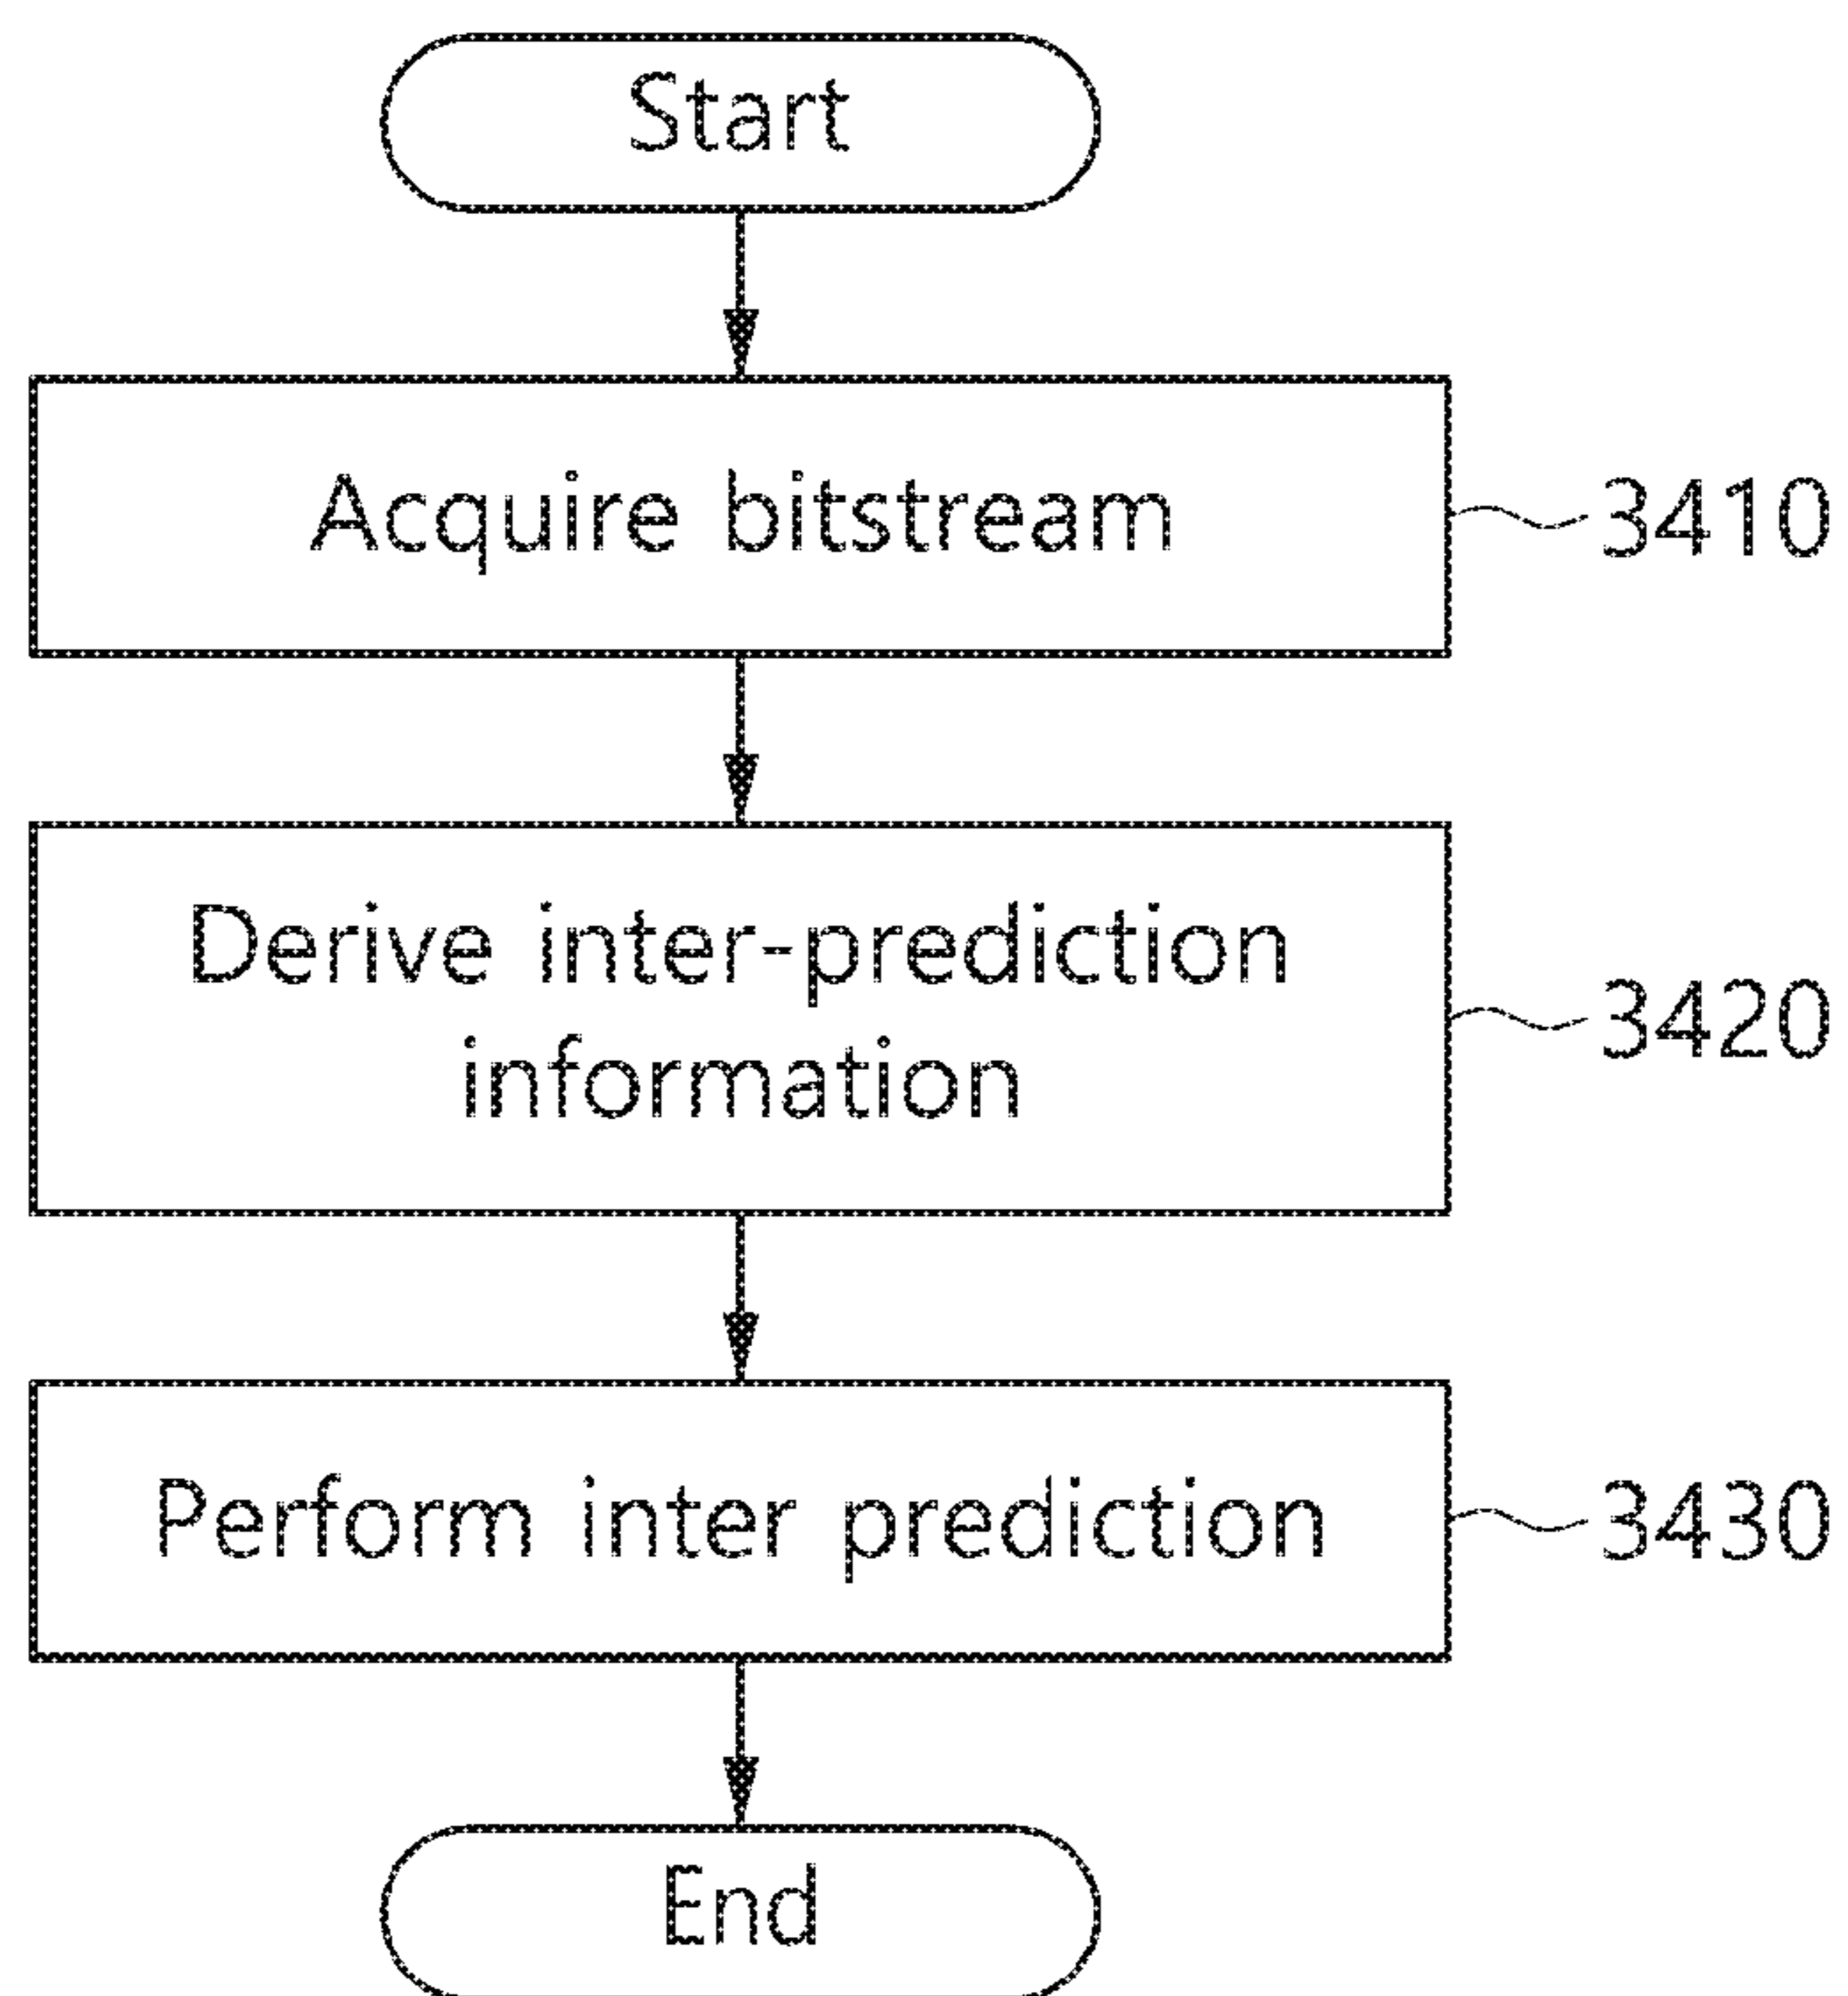 Start
Acquire bitstream
3410
Derive inter-prediction
information
3420
Perform inter prediction
3430
End